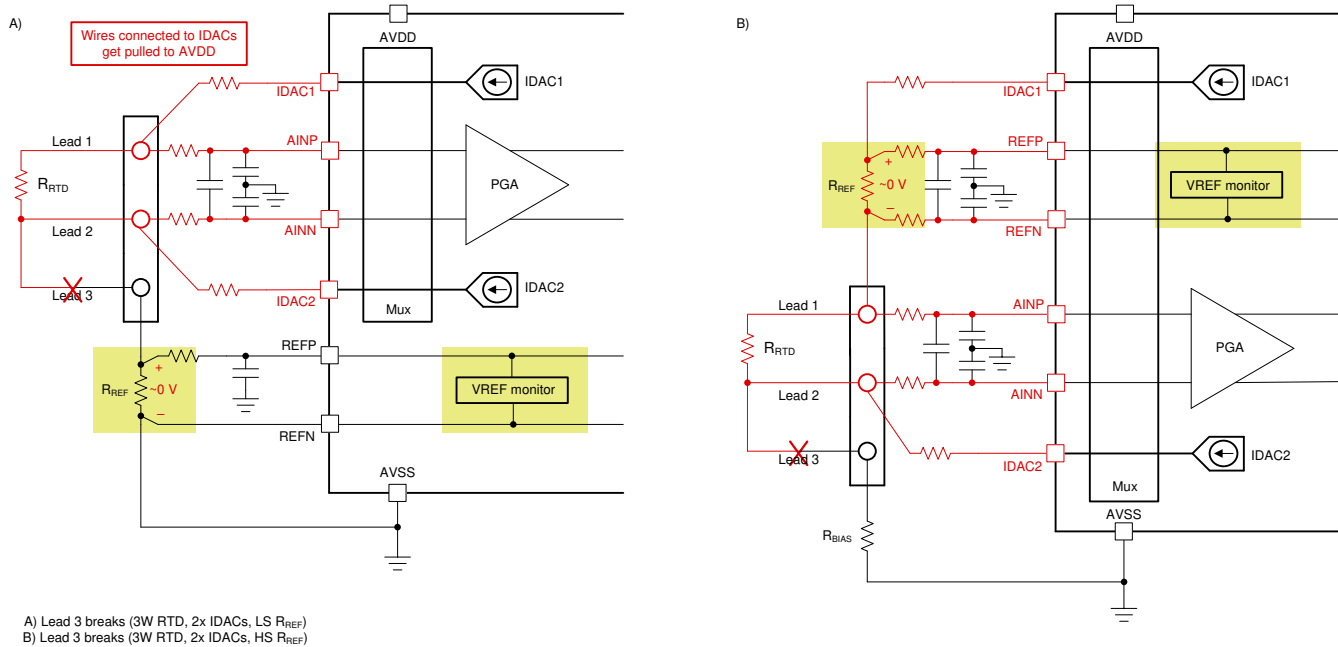 A)
Wires connected to IDACs
get pulled to AVDD
AVDD
IDAC1
IDAC1
Lead 1
AINP
RRTD
PGA
Lead 2
AINN
Lead 3
IDAC2
IDAC2
Mux
REFP
+
RREF
~0 V
–
VREF monitor
REFN
AVSS
B)
AVDD
IDAC1
IDAC1
REFP
+
RREF
~0 V
–
VREF monitor
REFN
Lead 1
AINP
RRTD
PGA
Lead 2
AINN
Lead 3
IDAC2
IDAC2
Mux
AVSS
RBIAS
A) Lead 3 breaks (3W RTD, 2x IDACs, LS RREF)
B) Lead 3 breaks (3W RTD, 2x IDACs, HS RREF)